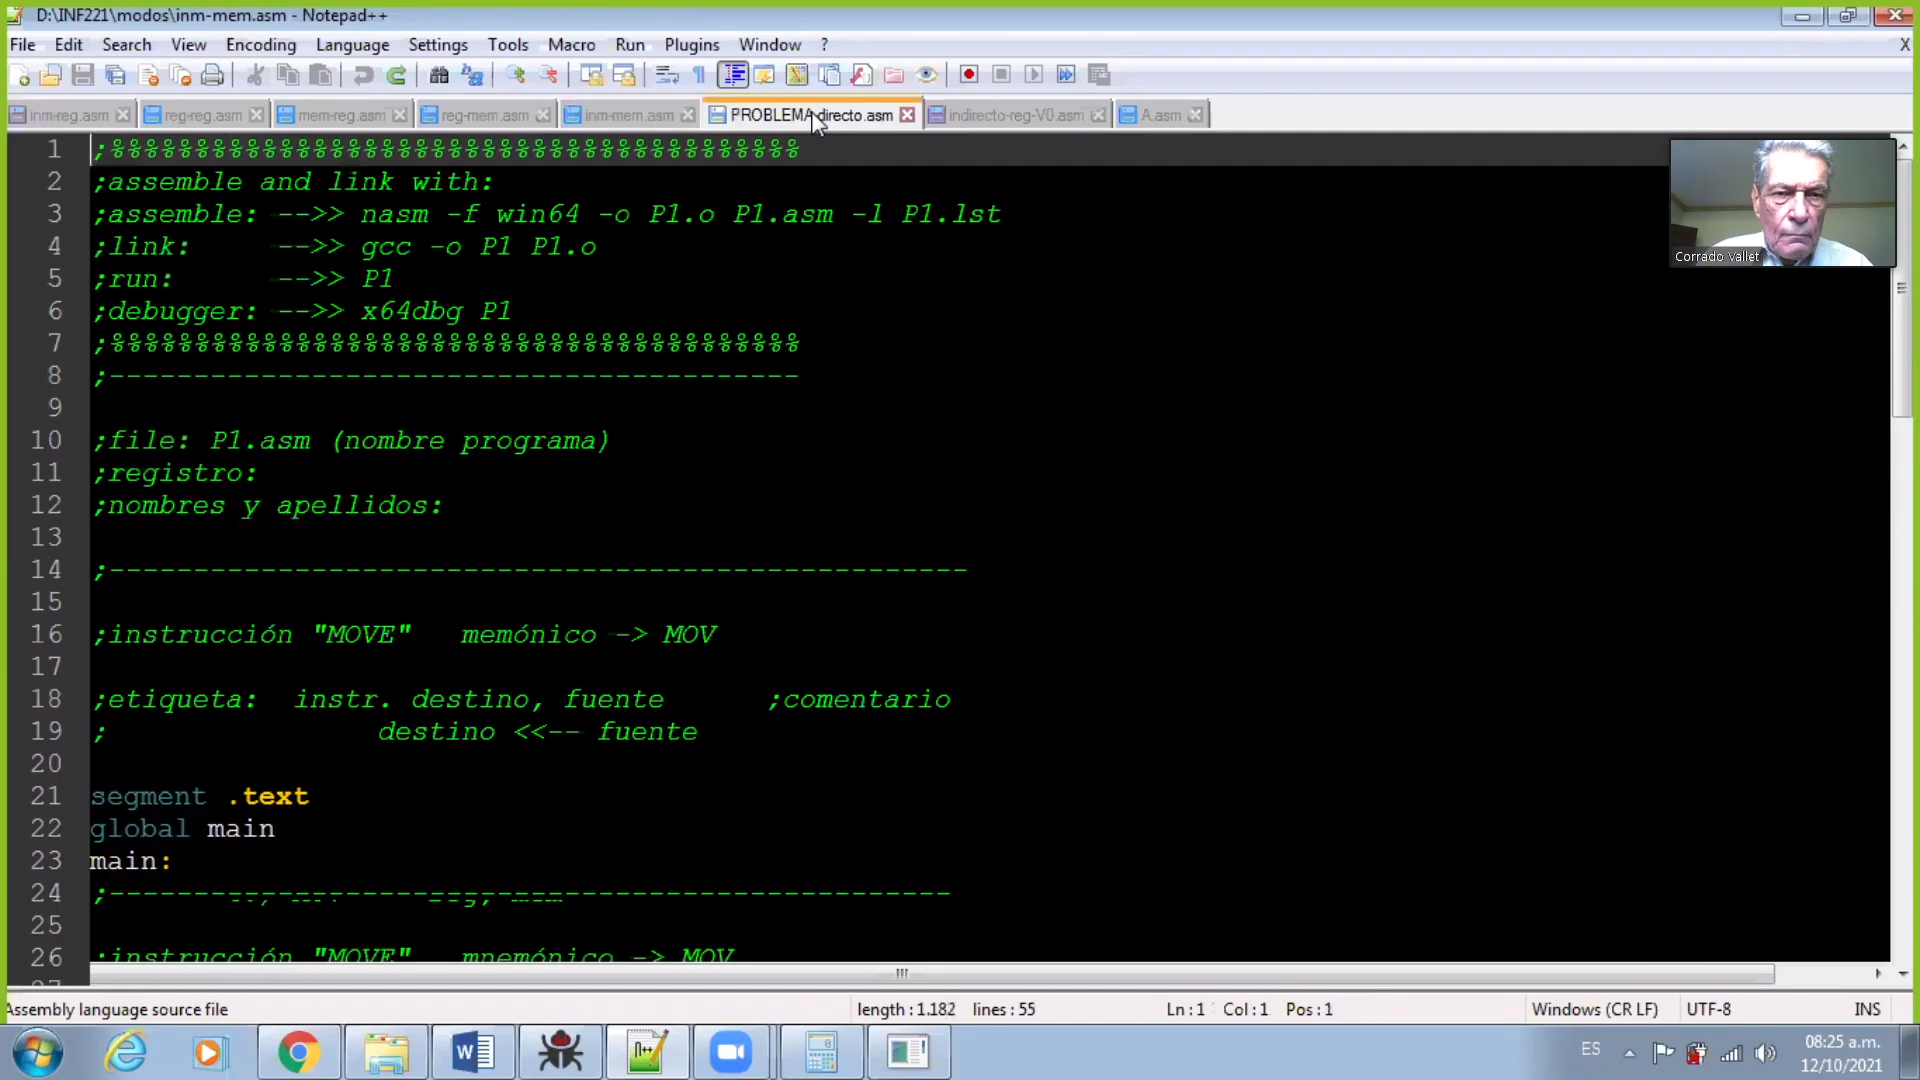 D:\INF221\modos\inm-mem.asm - Notepad++
File Edit Search View Encoding Language Settings Tools Macro Run Plugins Window ? X
inm-reg.asm reg-reg.asm mem-reg.asm reg-mem.asm inm-mem.asm PROBLEMA directo.asm indirecto-reg-V0.asm A.asm
1 ;%%%%%%%%%%%%%%%%%%%%%%%%%%%%%%%%%%%%%%%%%
2 ;assemble and link with:
3 ;assemble: -->> nasm -f win64 -o P1.o P1.asm -l P1.lst
4 ;link: -->> gcc -o P1 P1.o
5 ;run: -->> P1
6 ;debugger: -->> x64dbg P1
7 ;%%%%%%%%%%%%%%%%%%%%%%%%%%%%%%%%%%%%%%%%%
8 ;-----------------------------------------
9
10 ;file: P1.asm (nombre programa)
11 ;registro:
12 ;nombres y apellidos:
13
14 ;---------------------------------------------------
15
16 ;instrucción "MOVE" memónico -> MOV
17
18 ;etiqueta: instr. destino, fuente ;comentario
19 ; destino <<-- fuente
20
21 segment .text
22 global main
23 main:
24 ;--------------------------------------------------
25
26 ;instrucción "MOVE" mnemónico -> MOV
Corrado Vallet
Assembly language source file length : 1.182 lines : 55 Ln : 1 Col : 1 Pos : 1 Windows (CR LF) UTF-8 INS
ES 08:25 a.m.
12/10/2021